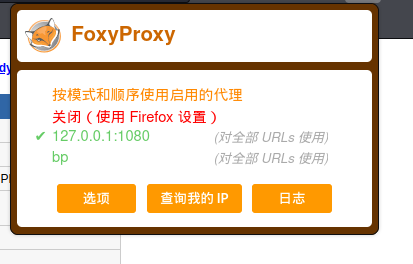 FoxyProxy
dy
按模式和顺序使用启用的代理
关闭（使用 Firefox 设置）
✔ 127.0.0.1:1080 (对全部 URLs 使用)
bp (对全部 URLs 使用)
选项 查询我的 IP 日志